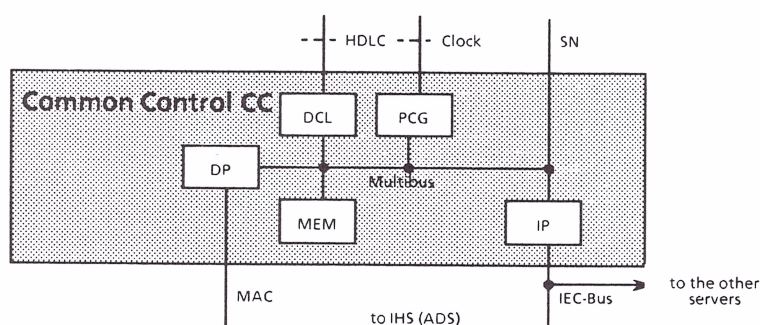 HDLC
Clock
SN
Common Control CC
DCL
PCG
DP
Multibus
MEM
IP
MAC
IEC-Bus
to the other
servers
to IHS (ADS)